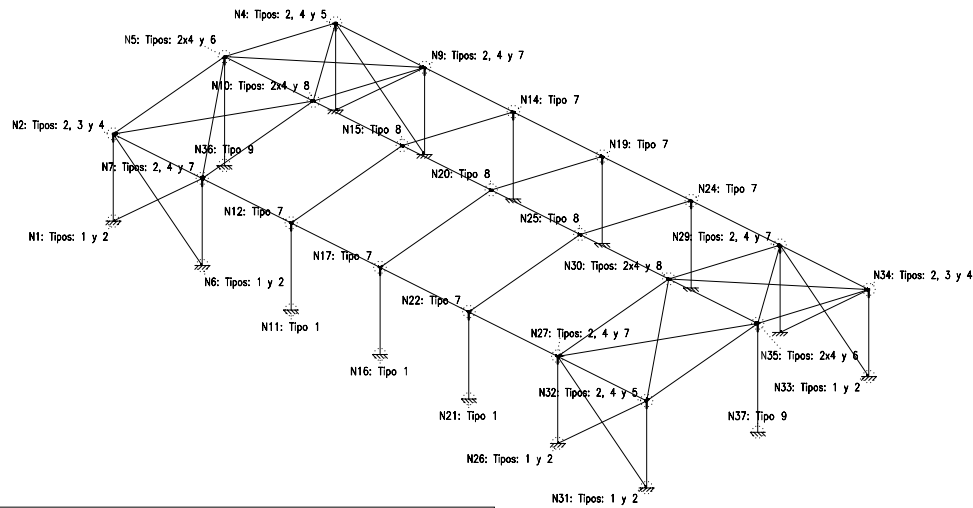 N4: Tipos: 2, 4 y 5
N5: Tipos: 2x4 y 6
N9: Tipos: 2, 4 y 7
N10: Tipos: 2x4 y 8
N14: Tipo 7
N2: Tipos: 2, 3 y 4
N15: Tipo 8
N36: Tipo 9
N19: Tipo 7
N7: Tipos: 2, 4 y 7
N20: Tipo 8
N24: Tipo 7
N12: Tipo 7
N25: Tipo 8
N1: Tipos: 1 y 2
N29: Tipos: 2, 4 y 7
N17: Tipo 7
N30: Tipos: 2x4 y 8
N34: Tipos: 2, 3 y 4
N6: Tipos: 1 y 2
N22: Tipo 7
N11: Tipo 1
N27: Tipos: 2, 4 y 7
N35: Tipos: 2x4 y 6
N16: Tipo 1
N33: Tipos: 1 y 2
N32: Tipos: 2, 4 y 5
N21: Tipo 1
N37: Tipo 9
N26: Tipos: 1 y 2
N31: Tipos: 1 y 2